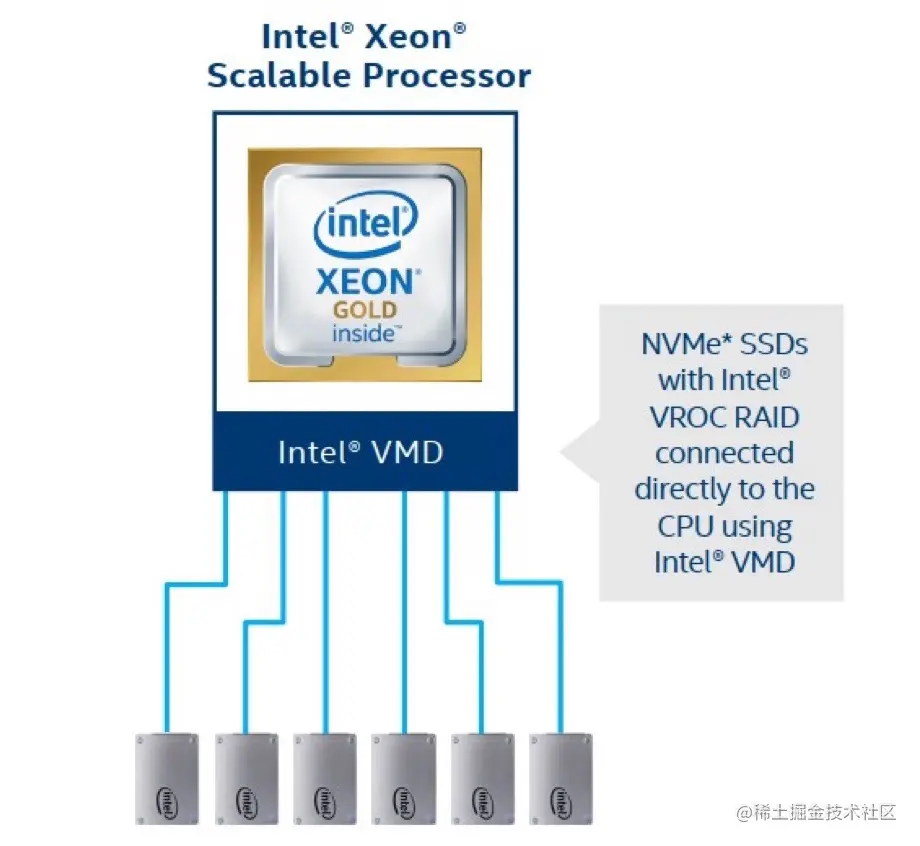 Intel® Xeon®
Scalable Processor
intel®
XEON®
GOLD
inside™
Intel® VMD
NVMe* SSDs
with Intel®
VROC RAID
connected
directly to the
CPU using
Intel® VMD
intel
intel
intel
intel
intel
intel
@稀土掘金技术社区